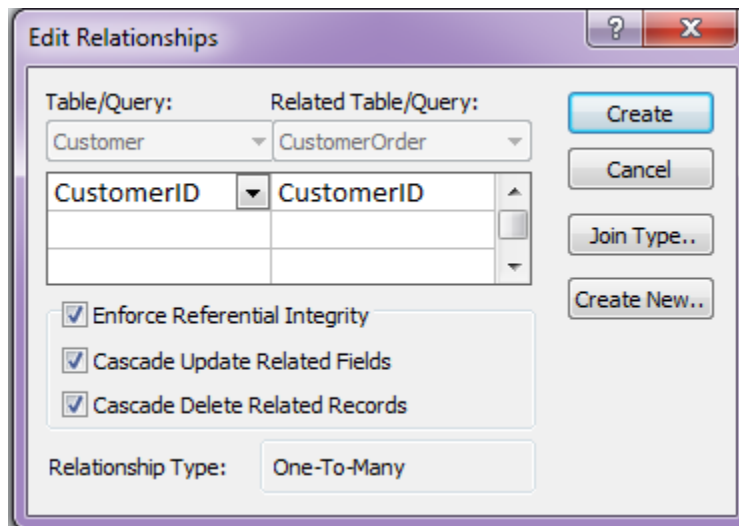 Edit Relationships
?
X
Table/Query: Related Table/Query:
Customer CustomerOrder
CustomerID CustomerID
Enforce Referential Integrity
Cascade Update Related Fields
Cascade Delete Related Records
Relationship Type: One-To-Many
Create
Cancel
Join Type..
Create New..